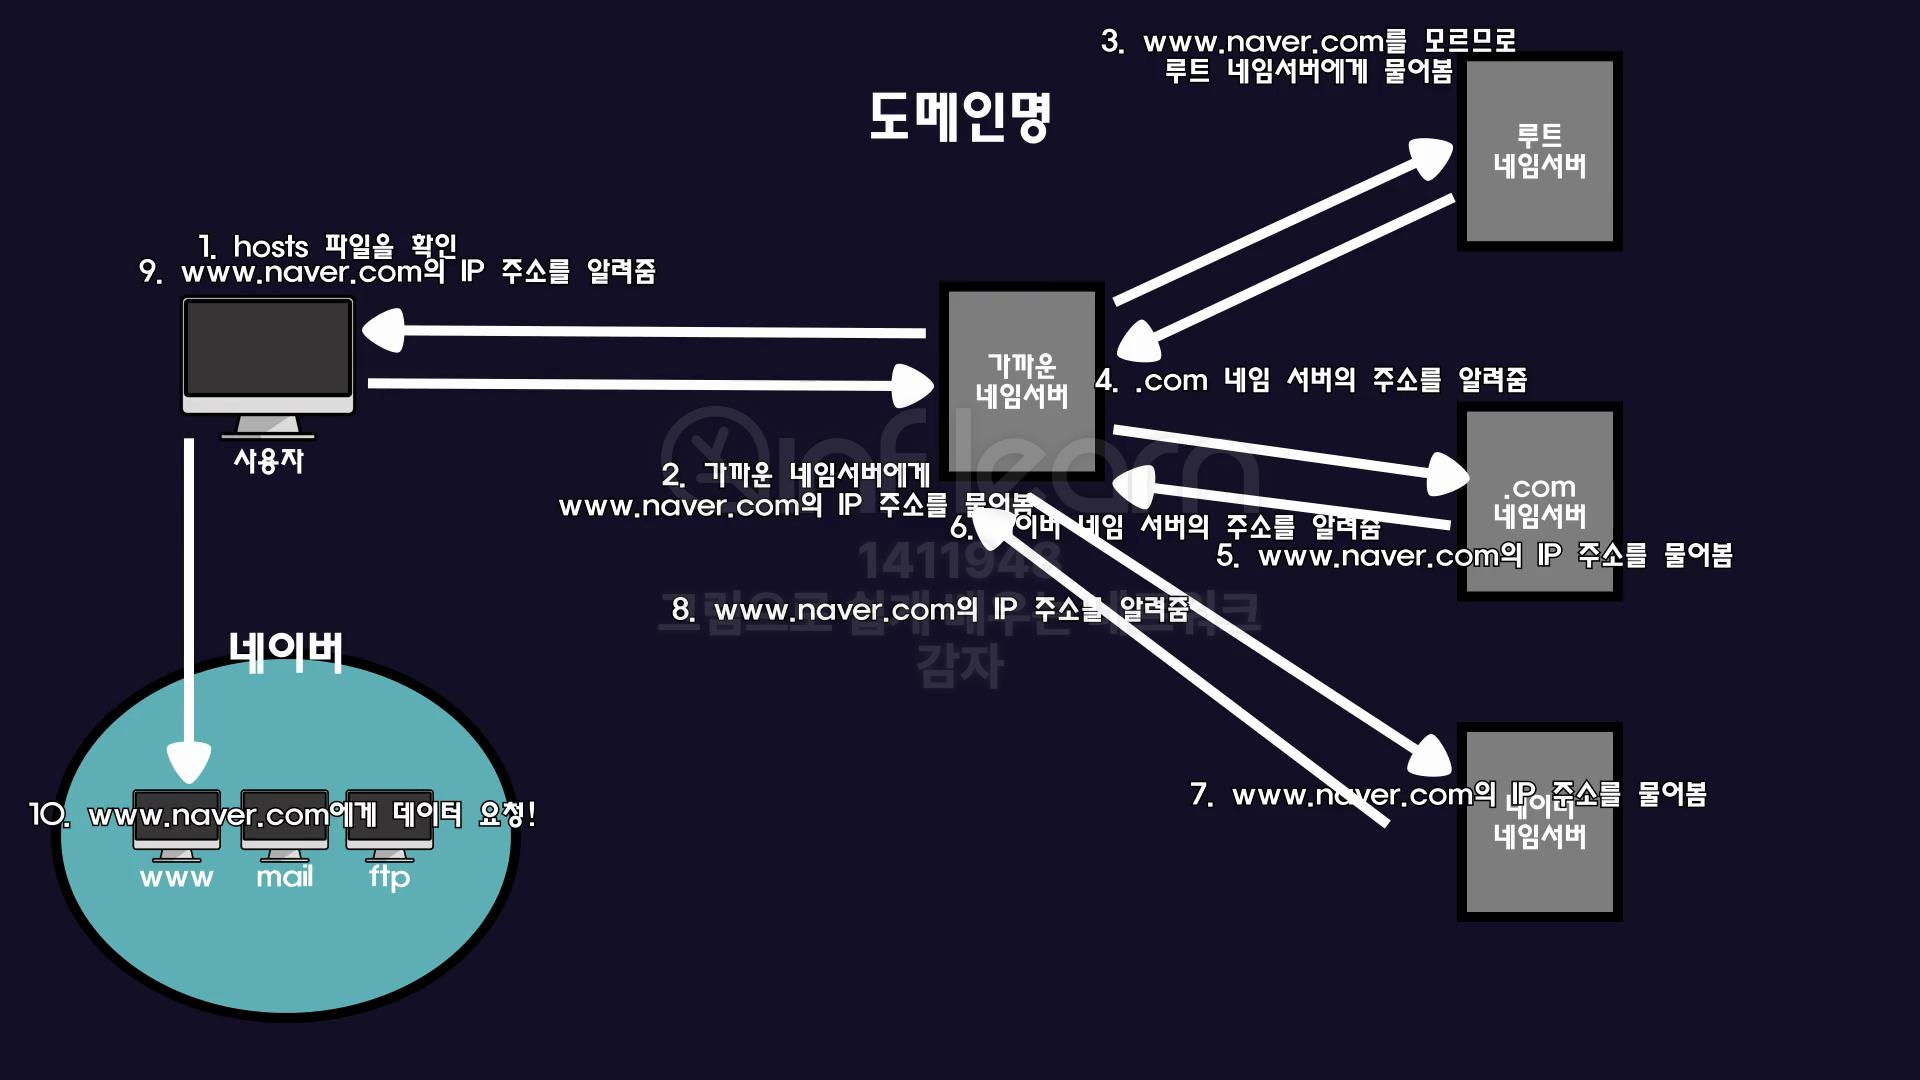 도메인명
1. hosts 파일을 확인
9. www.naver.com의 IP 주소를 알려줌
사용자
2. 가까운 네임서버에게
www.naver.com의 IP 주소를 물어봄
가까운
네임서버
3. www.naver.com를 모르므로
루트 네임서버에게 물어봄
루트
네임서버
4. .com 네임 서버의 주소를 알려줌
.com
네임서버
5. www.naver.com의 IP 주소를 물어봄
6. 이버 네임 서버의 주소를 알려줌
7. www.naver.com의 IP 주소를 물어봄
네이버
네임서버
8. www.naver.com의 IP 주소를 알려줌
네이버
10. www.naver.com에게 데이터 요청!
www
mail
ftp
inflearn
1411948
그림으로 쉽게 배우는 네트워크
감자